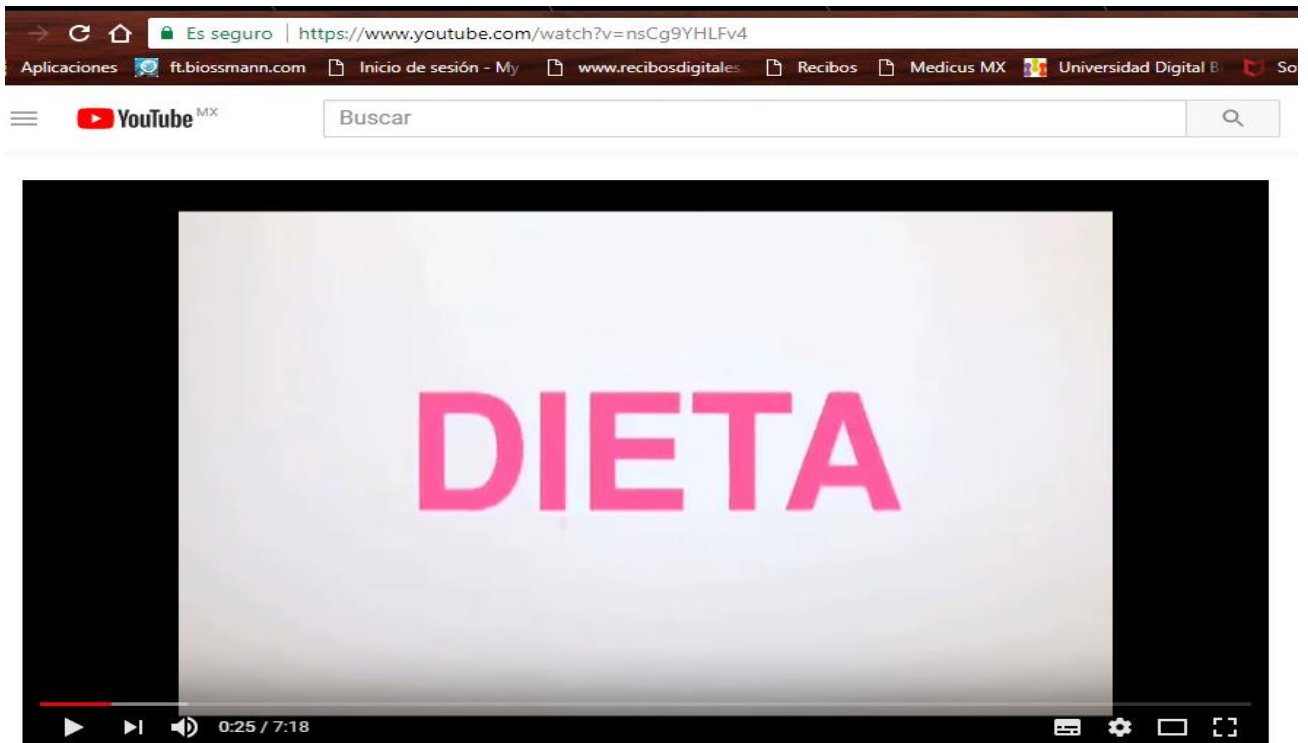 Es seguro | https://www.youtube.com/watch?v=nsCg9YHLFv4
Aplicaciones ft.biossmann.com Inicio de sesión - My www.recibosdigitales Recibos Medicus MX Universidad Digital B So
YouTube MX Buscar
DIETA
0:25 / 7:18